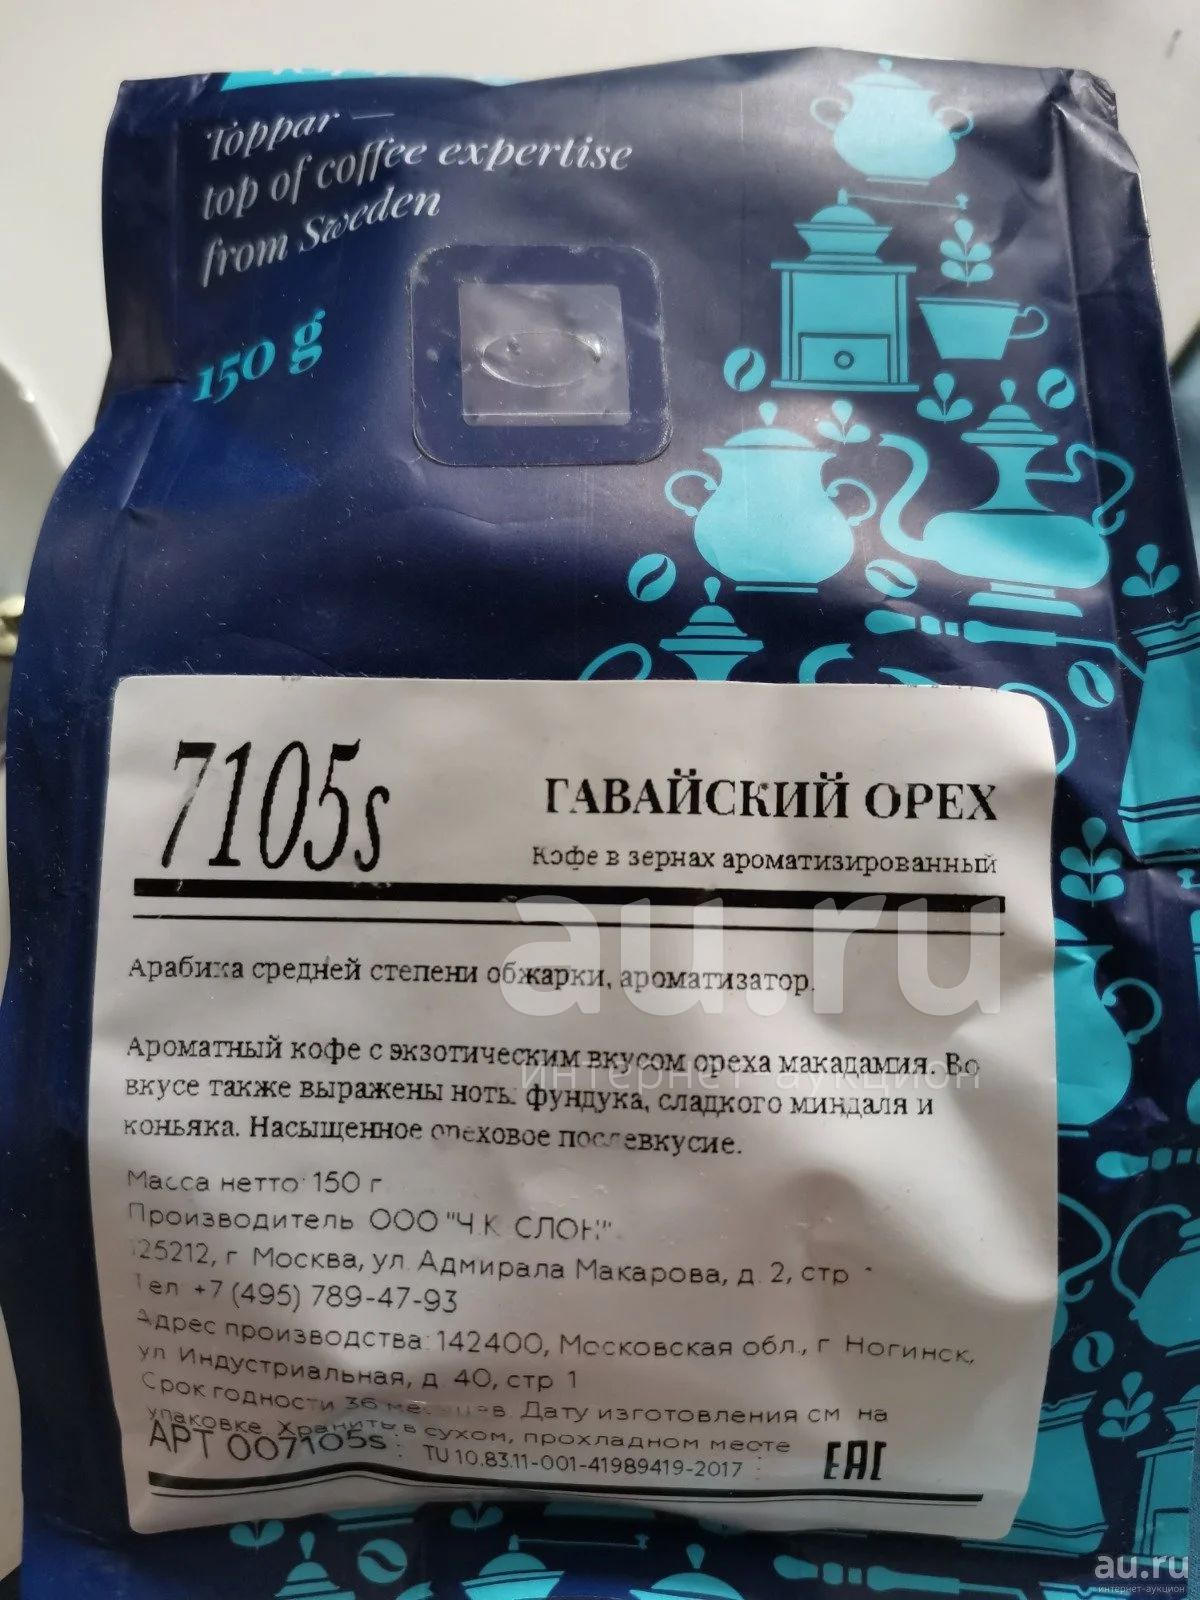 Toppar —
top of coffee expertise
from Sweden
150 g
7105s
ГАВАЙСКИЙ ОРЕХ
Кофе в зернах ароматизированный
au.ru
Арабика средней степени обжарки, ароматизатор.
Ароматный кофе с экзотическим вкусом ореха макадамия. Во
интернет-аукцион
вкусе также выражены ноты фундука, сладкого миндаля и
коньяка. Насыщенное ореховое послевкусие.
Масса нетто: 150 г
Производитель ООО "Ч.К. СЛОН".
125212, г. Москва, ул. Адмирала Макарова, д. 2, стр
Тел. +7 (495) 789-47-93
Адрес производства: 142400, Московская обл., г. Ногинск,
ул. Индустриальная, д. 40, стр. 1
Срок годности 36 месяцев. Дату изготовления см. на
упаковке. Хранить в сухом, прохладном месте
АРТ 007105s
TU 10.83.11-001-41989419-2017
EAC
au.ru
интернет-аукцион